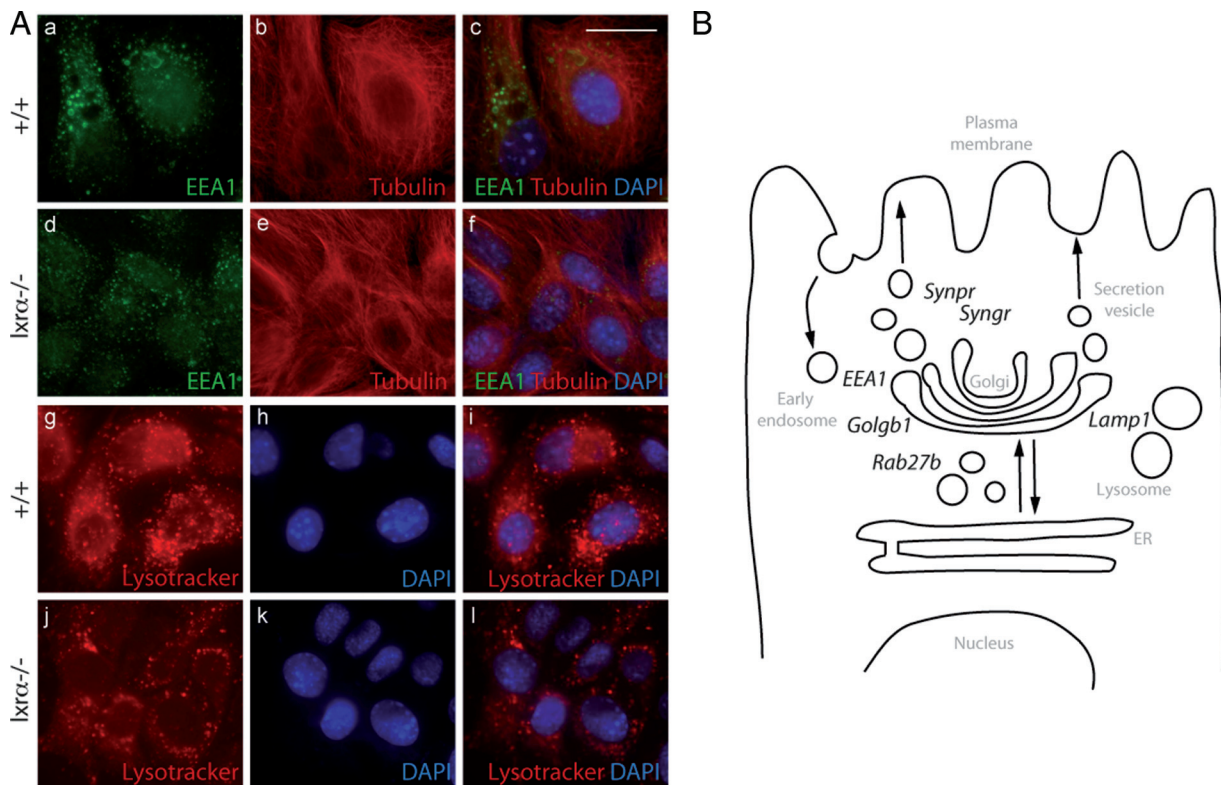 A
B
+/+
a
EEA1
b
Tubulin
c
EEA1 Tubulin DAPI
lxrα-/-
d
EEA1
e
Tubulin
f
EEA1 Tubulin DAPI
+/+
g
Lysotracker
h
DAPI
i
Lysotracker DAPI
lxrα-/-
j
Lysotracker
k
DAPI
l
Lysotracker DAPI
Plasma
membrane
Synpr
Syngr
Secretion
vesicle
EEA1
Golgi
Early
endosome
Golgb1
Lamp1
Rab27b
Lysosome
ER
Nucleus